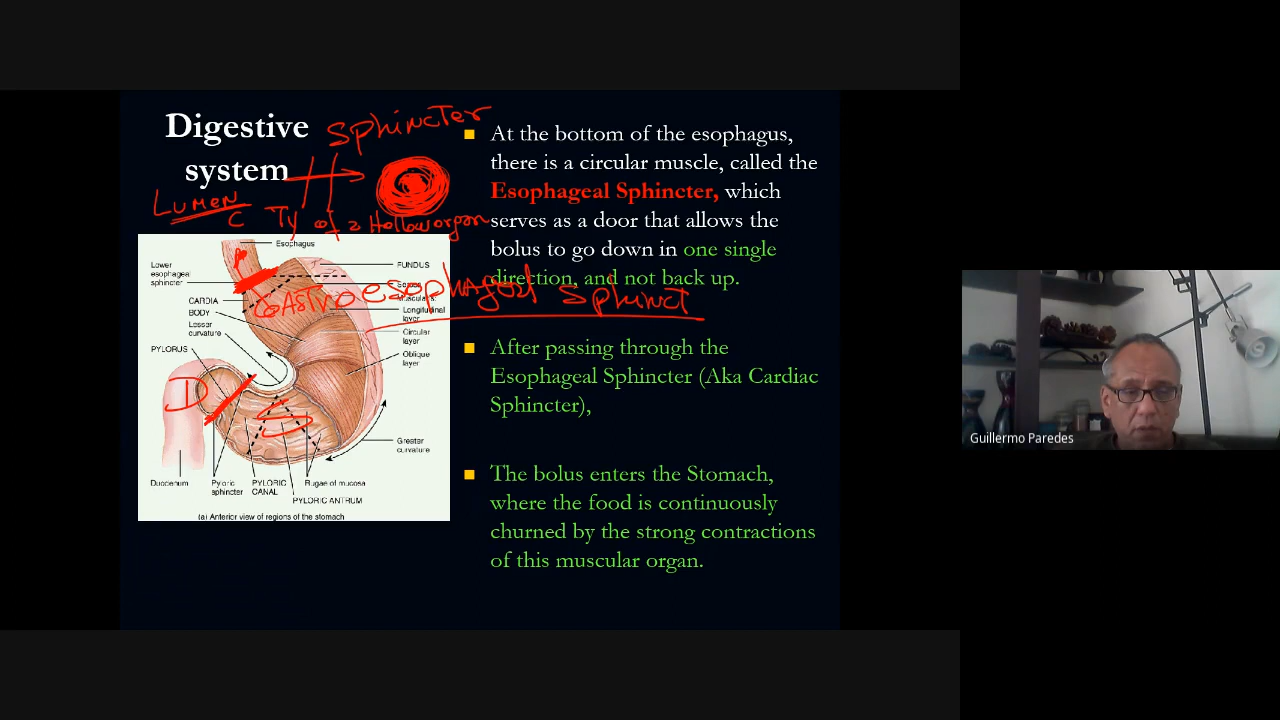 Digestive
system
SPHINCTer
LUMEN
of a Hollow organ
GAStroesophageal Sphinct
D
■ At the bottom of the esophagus,
there is a circular muscle, called the
Esophageal Sphincter, which
serves as a door that allows the
bolus to go down in one single
direction, and not back up.
■ After passing through the
Esophageal Sphincter (Aka Cardiac
Sphincter),
■ The bolus enters the Stomach,
where the food is continuously
churned by the strong contractions
of this muscular organ.
Esophagus
Lower
esophageal
sphincter
FUNDUS
CARDIA
BODY
Lesser
curvature
PYLORUS
Longitudinal
layer
Circular
layer
Oblique
layer
Greater
curvature
Duodenum
Pyloric
sphincter
PYLORIC
CANAL
Rugae of mucosa
PYLORIC ANTRUM
(a) Anterior view of regions of the stomach
Guillermo Paredes